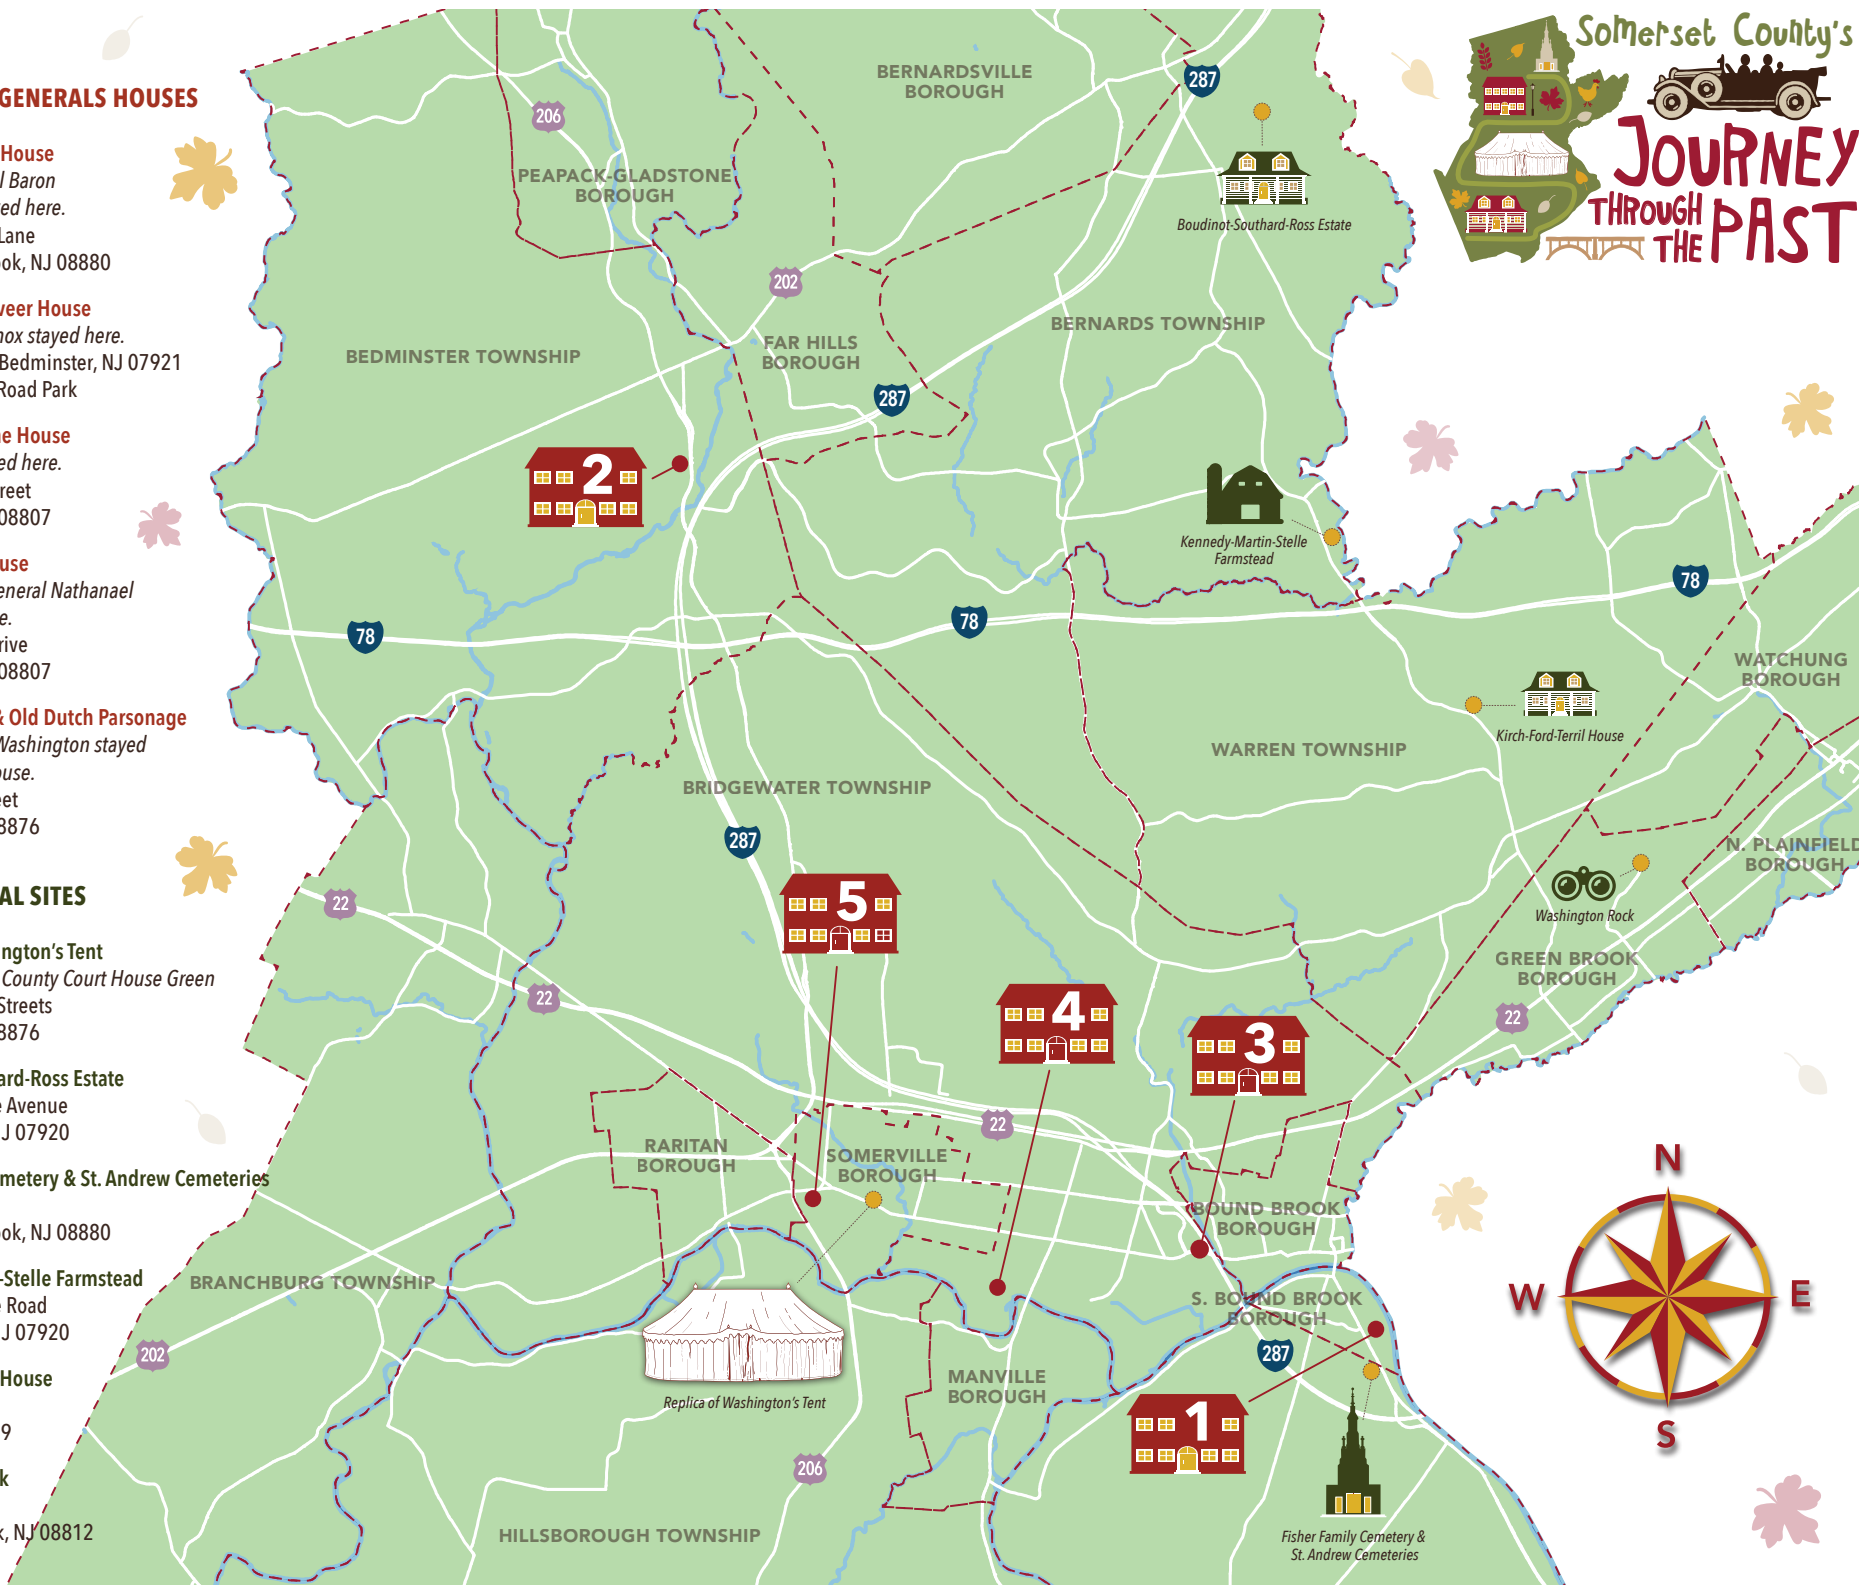 GENERALS HOUSES
House
l Baron
ed here.
Lane
ok, NJ 08880
veer House
nox stayed here.
Bedminster, NJ 07921
Road Park
e House
ed here.
reet
08807
use
eneral Nathanael
e.
rive
08807
& Old Dutch Parsonage
Washington stayed
ouse.
eet
8876
AL SITES
ington's Tent
County Court House Green
Streets
8876
ard-Ross Estate
e Avenue
J 07920
metery & St. Andrew Cemeteries
ok, NJ 08880
-Stelle Farmstead
e Road
J 07920
House
9
k
k, NJ 08812
Somerset County's
JOURNEY
THROUGH
THE PAST
BERNARDSVILLE
BOROUGH
287
206
PEAPACK-GLADSTONE
BOROUGH
Boudinot-Southard-Ross Estate
202
BERNARDS TOWNSHIP
FAR HILLS
BOROUGH
BEDMINSTER TOWNSHIP
287
2
Kennedy-Martin-Stelle
Farmstead
78
78
78
WATCHUNG
BOROUGH
Kirch-Ford-Terril House
WARREN TOWNSHIP
BRIDGEWATER TOWNSHIP
287
N. PLAINFIELD
BOROUGH
5
22
Washington Rock
GREEN BROOK
BOROUGH
22
4
3
22
22
RARITAN
BOROUGH
SOMERVILLE
BOROUGH
BOUND BROOK
BOROUGH
BRANCHBURG TOWNSHIP
S. BOUND BROOK
BOROUGH
202
287
MANVILLE
BOROUGH
Replica of Washington's Tent
1
206
HILLSBOROUGH TOWNSHIP
Fisher Family Cemetery &
St. Andrew Cemeteries
N
W
E
S